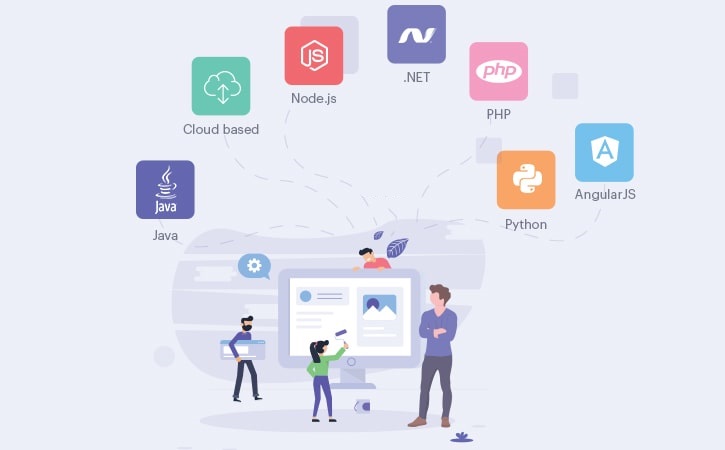 .NET
JS
Node.js
php
PHP
Cloud based
AngularJS
Java
Java
Python